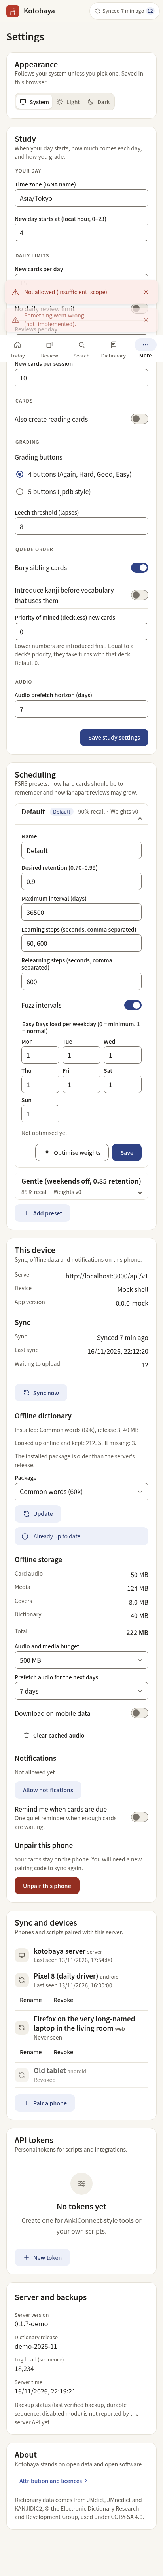 Kotobaya
Synced 7 min ago 12
Settings
Appearance
Follows your system unless you pick one. Saved in
this browser.
System Light Dark
Study
When your day starts, how much comes each day,
and how you grade.
YOUR DAY
Time zone (IANA name)
Asia/Tokyo
New day starts at (local hour, 0–23)
4
DAILY LIMITS
New cards per day
Not allowed (insufficient_scope).
No daily review limit
Something went wrong
(not_implemented).
Reviews per day
Today Review Search Dictionary More
New cards per session
10
CARDS
Also create reading cards
GRADING
Grading buttons
4 buttons (Again, Hard, Good, Easy)
5 buttons (jpdb-style)
Leech threshold (lapses)
8
QUEUE ORDER
Bury sibling cards
Introduce kanji before vocabulary
that uses them
Priority of mined (deckless) new cards
0
Lower numbers are introduced first. Equal to a
deck's priority, they take turns with that deck.
Default 0.
AUDIO
Audio prefetch horizon (days)
7
Save study settings
Scheduling
FSRS presets: how hard cards should be to
remember and how far apart reviews may grow.
Default Default 90% recall · Weights v0
Name
Default
Desired retention (0.70–0.99)
0.9
Maximum interval (days)
36500
Learning steps (seconds, comma separated)
60, 600
Relearning steps (seconds, comma
separated)
600
Fuzz intervals
Easy Days load per weekday (0 = minimum, 1
= normal)
Mon Tue Wed
1 1 1
Thu Fri Sat
1 1 1
Sun
1
Not optimised yet
Optimise weights Save
Gentle (weekends off, 0.85 retention)
85% recall · Weights v0
Add preset
This device
Sync, offline data and notifications on this phone.
Server http://localhost:3000/api/v1
Device Mock shell
App version 0.0.0-mock
Sync
Sync Synced 7 min ago
Last sync 16/11/2026, 22:12:20
Waiting to upload 12
Sync now
Offline dictionary
Installed: Common words (60k), release 3, 40 MB
Looked up online and kept: 212. Still missing: 3.
The installed package is older than the server's
release.
Package
Common words (60k)
Update
Already up to date.
Offline storage
Card audio 50 MB
Media 124 MB
Covers 8.0 MB
Dictionary 40 MB
Total 222 MB
Audio and media budget
500 MB
Prefetch audio for the next days
7 days
Download on mobile data
Clear cached audio
Notifications
Not allowed yet
Allow notifications
Remind me when cards are due
One quiet reminder when enough cards
are waiting.
Unpair this phone
Your cards stay on the phone. You will need a new
pairing code to sync again.
Unpair this phone
Sync and devices
Phones and scripts paired with this server.
kotobaya server server
Last seen 13/11/2026, 17:54:00
Pixel 8 (daily driver) android
Last seen 13/11/2026, 16:00:00
Rename Revoke
Firefox on the very long-named
laptop in the living room web
Never seen
Rename Revoke
Old tablet android
Revoked
Pair a phone
API tokens
Personal tokens for scripts and integrations.
No tokens yet
Create one for AnkiConnect-style tools or
your own scripts.
New token
Server and backups
Server version
0.1.7-demo
Dictionary release
demo-2026-11
Log head (sequence)
18,234
Server time
16/11/2026, 22:19:21
Backup status (last verified backup, durable
sequence, disabled mode) is not reported by the
server API yet.
About
Kotobaya stands on open data and open software.
Attribution and licences
Dictionary data comes from JMdict, JMnedict and
KANJIDIC2, © the Electronic Dictionary Research
and Development Group, used under CC BY-SA 4.0.